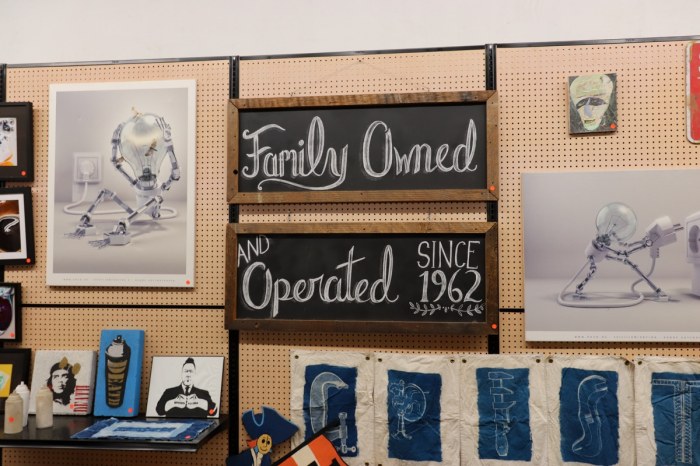 Family Owned
AND
Operated
SINCE
1962